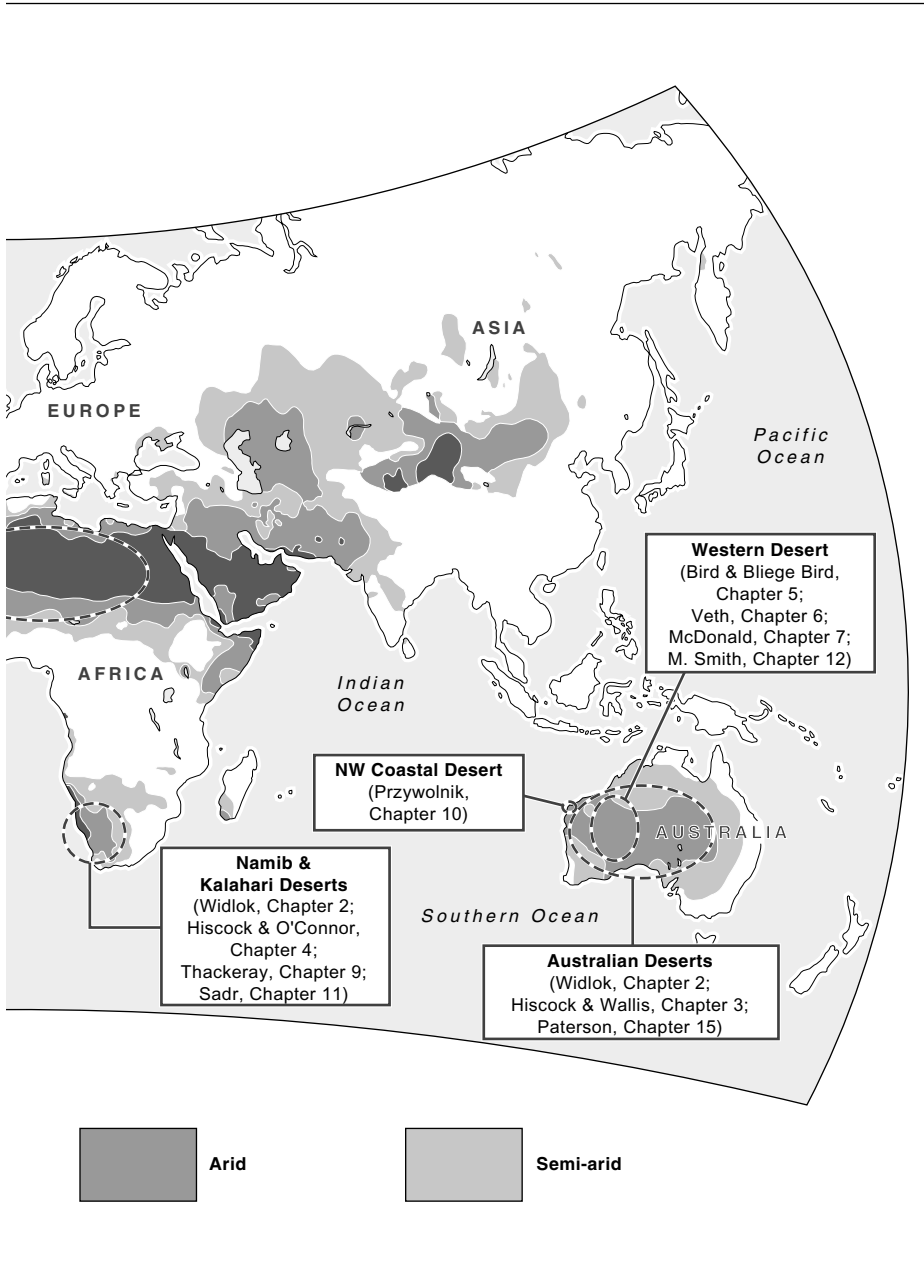 ASIA
EUROPE
Pacific
Ocean
Western Desert
(Bird & Bliege Bird,
Chapter 5;
Veth, Chapter 6;
McDonald, Chapter 7;
M. Smith, Chapter 12)
AFRICA
Indian
Ocean
NW Coastal Desert
(Przywolnik,
Chapter 10)
AUSTRALIA
Namib &
Kalahari Deserts
(Widlok, Chapter 2;
Hiscock & O'Connor,
Chapter 4;
Thackeray, Chapter 9;
Sadr, Chapter 11)
Southern Ocean
Australian Deserts
(Widlok, Chapter 2;
Hiscock & Wallis, Chapter 3;
Paterson, Chapter 15)
Arid
Semi-arid